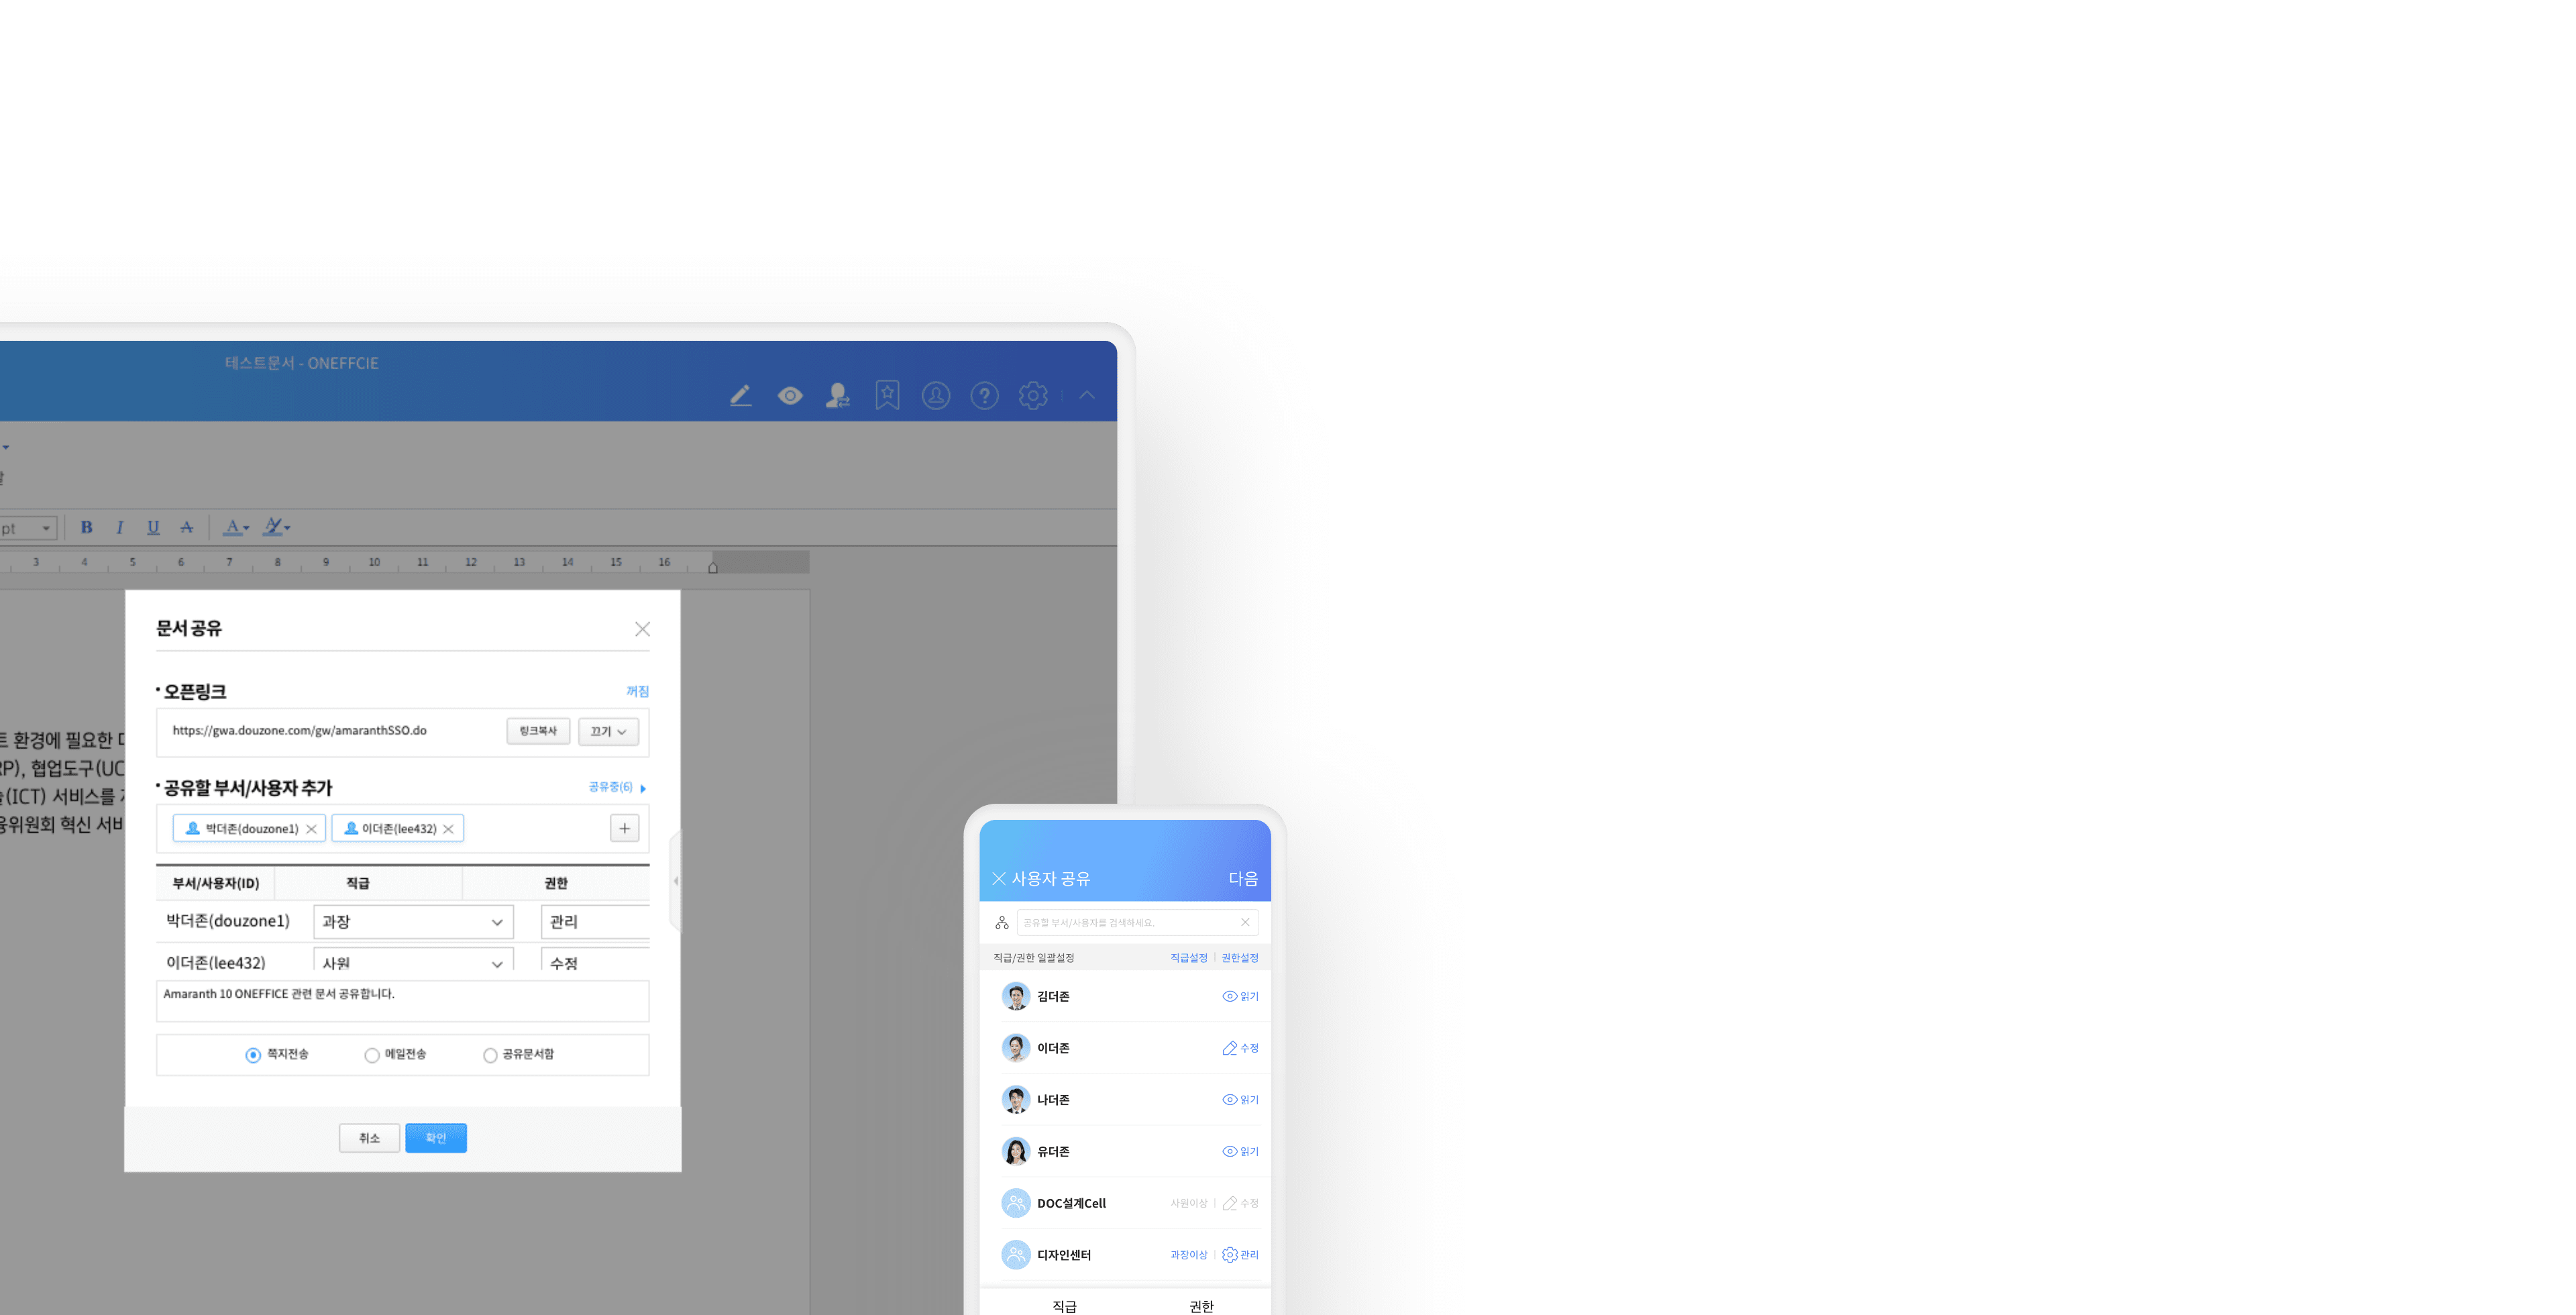 테스트문서 - ONEFFCIE
pt B I U A A A
3 4 5 6 7 8 9 10 11 12 13 14 15 16
문서 공유
오픈링크 꺼짐
https://gwa.douzone.com/gw/amaranthSSO.do 링크복사 끄기
트 환경에 필요한
RP), 협업도구(UC
공유할 부서/사용자 추가 공유중(6)
(ICT) 서비스를
융위원회 혁신 서비
박더존(douzone1) 이더존(lee432)
부서/사용자(ID) 직급 권한
박더존(douzone1) 과장 관리
이더존(lee432) 사원 수정
Amaranth 10 ONEFFICE 관련 문서 공유합니다.
쪽지전송 메일전송 공유문서함
취소 확인
사용자 공유 다음
공유할 부서/사용자를 검색하세요.
직급/권한 일괄설정 직급설정 권한설정
김더존 읽기
이더존 수정
나더존 읽기
유더존 읽기
DOC설계Cell 사원이상 수정
디자인센터 과장이상 관리
직급 권한